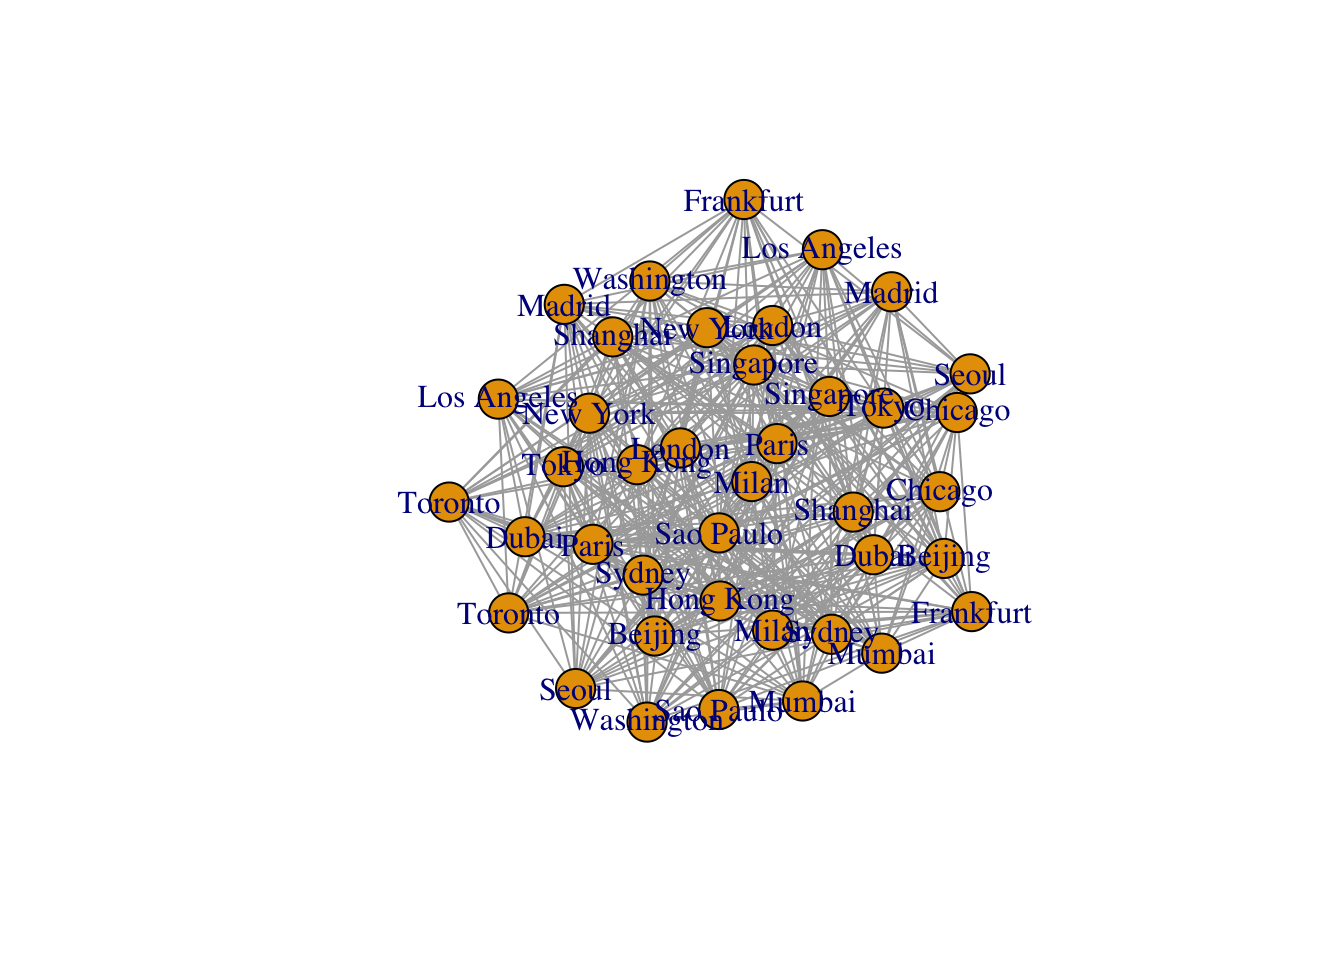 Frankfurt
Los Angeles
Washington
Madrid
Madrid
Shanghai
New York
London
Singapore
Seoul
Singapore
Tokyo
Chicago
Los Angeles
New York
Paris
London
Hong Kong
Tokyo
Milan
Chicago
Toronto
Shanghai
Sao Paulo
Dubai
Paris
Dubai
Beijing
Sydney
Hong Kong
Toronto
Frankfurt
Beijing
Milan
Sydney
Mumbai
Seoul
Mumbai
Sao Paulo
Washington